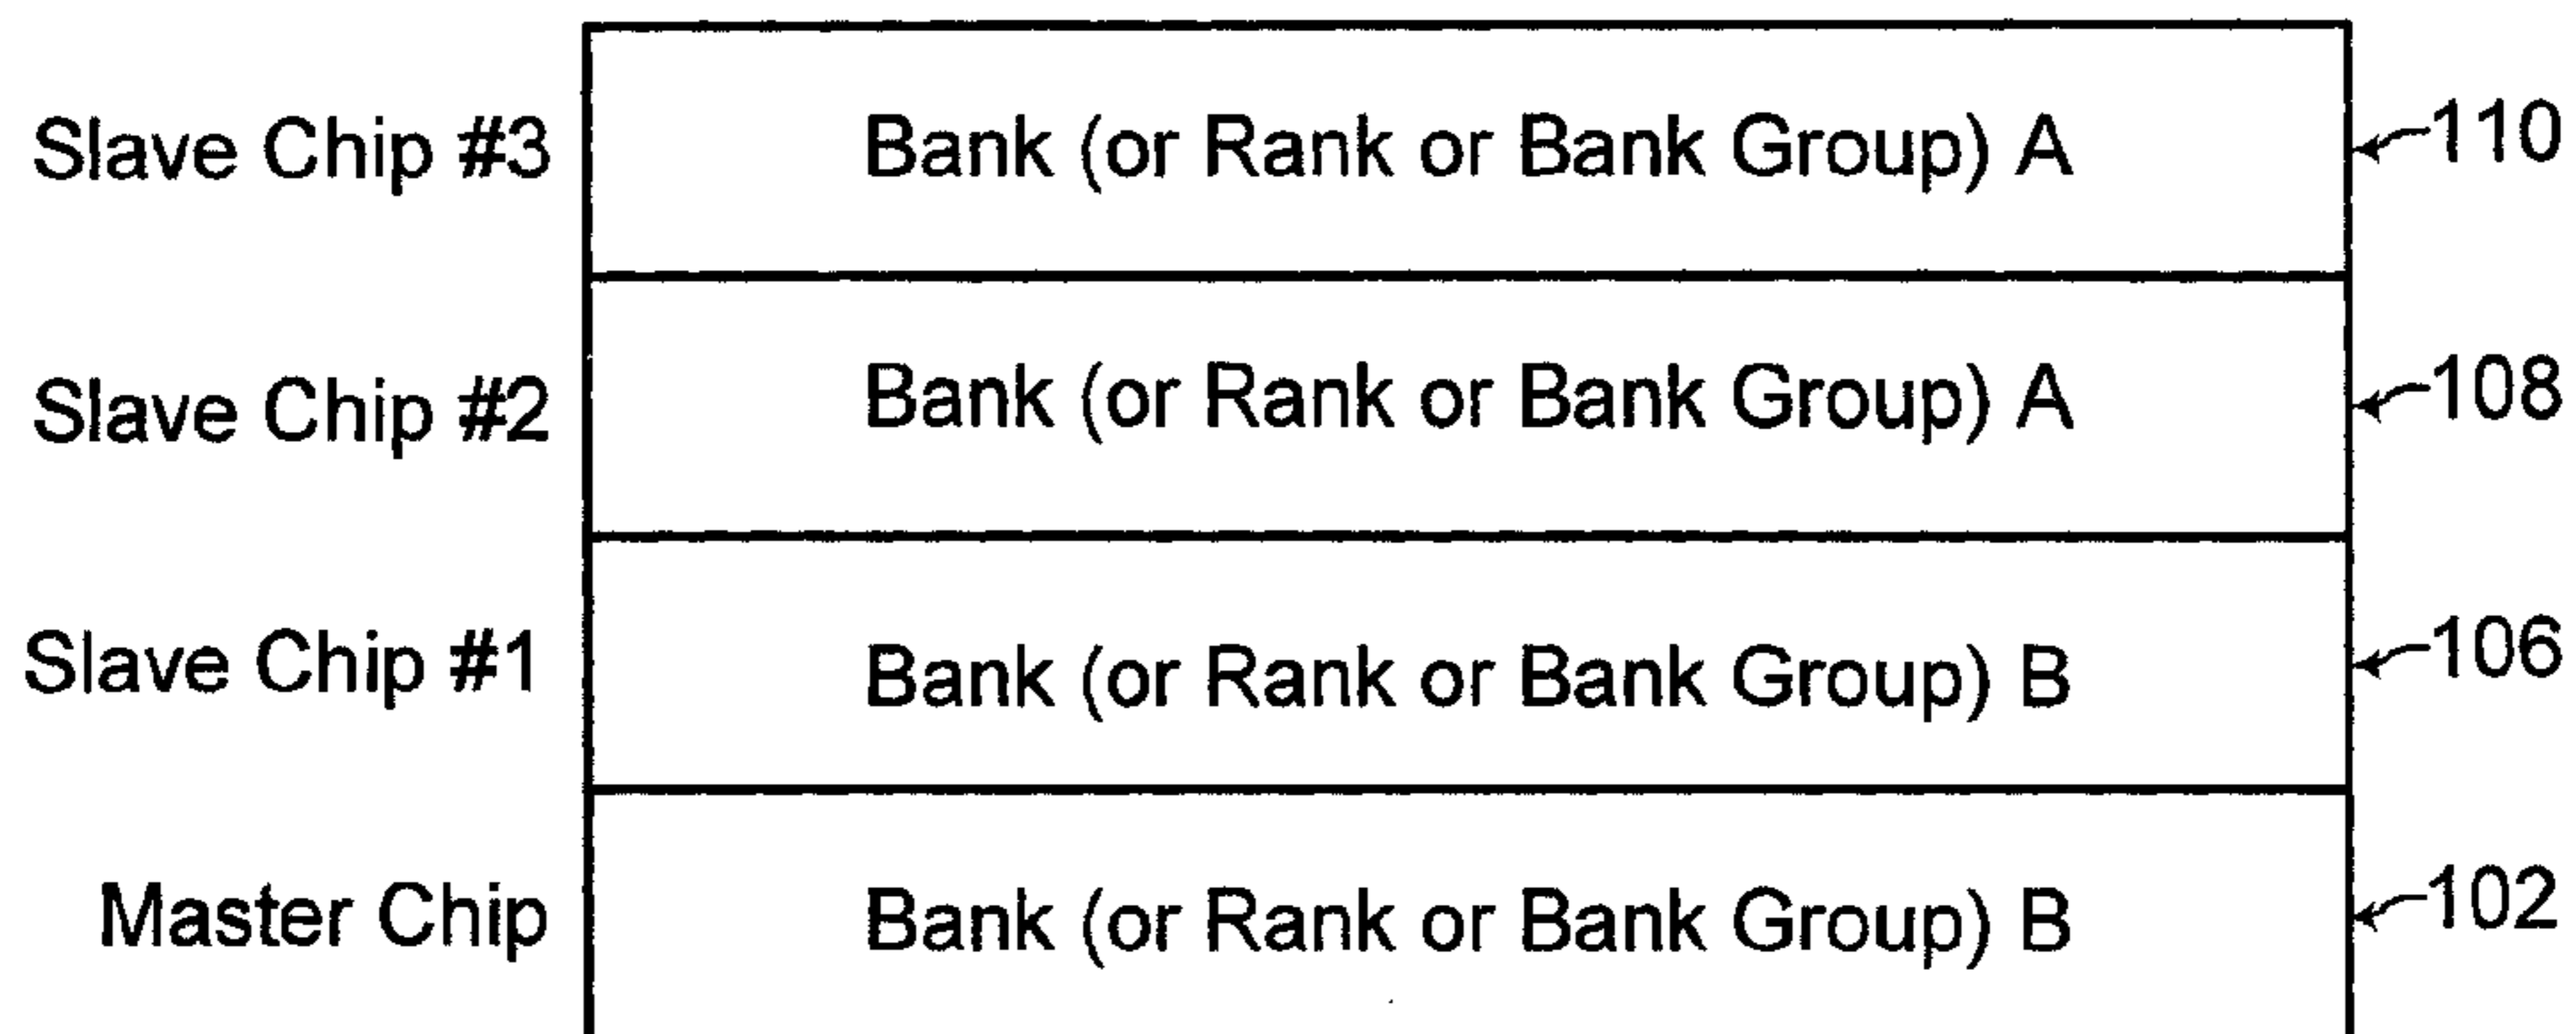 Slave Chip #3 Bank (or Rank or Bank Group) A 110
Slave Chip #2 Bank (or Rank or Bank Group) A 108
Slave Chip #1 Bank (or Rank or Bank Group) B 106
Master Chip Bank (or Rank or Bank Group) B 102